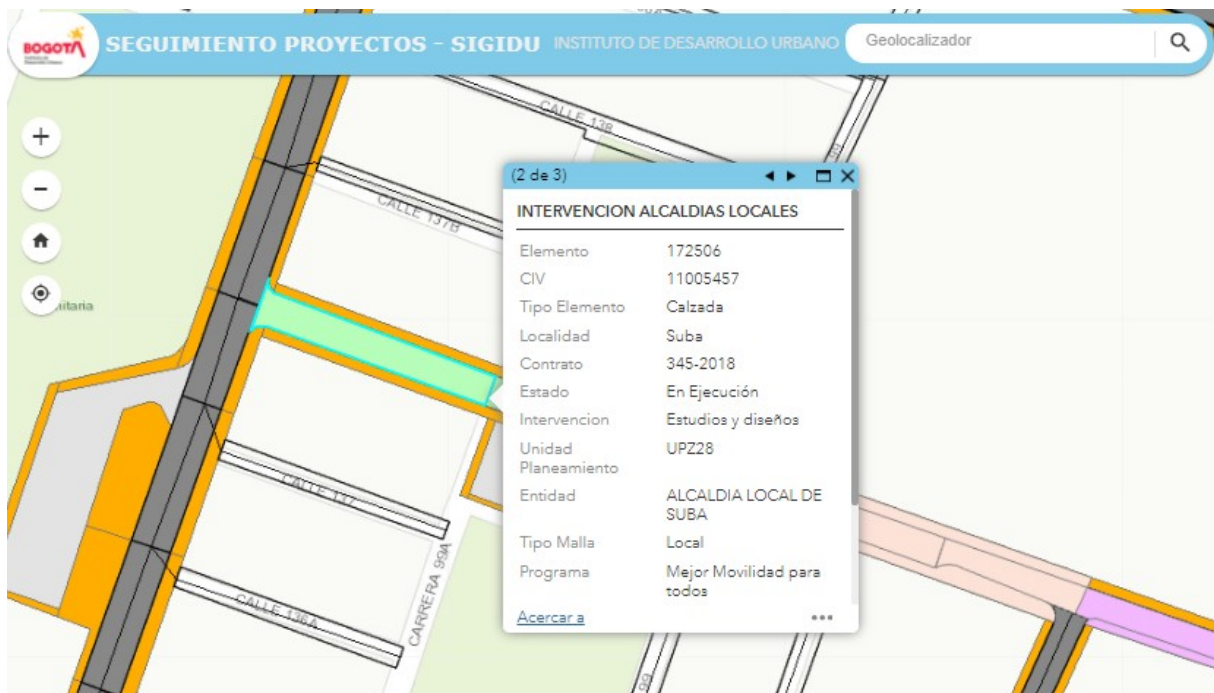 BOGOTÁ
SEGUIMIENTO PROYECTOS - SIGIDU INSTITUTO DE DESARROLLO URBANO
Geolocalizador
CALLE 138
CALLE 137B
99
itaria
(2 de 3)
INTERVENCION ALCALDIAS LOCALES
Elemento 172506
CIV 11005457
Tipo Elemento Calzada
Localidad Suba
Contrato 345-2018
Estado En Ejecución
Intervencion Estudios y diseños
Unidad UPZ28
Planeamiento
Entidad ALCALDIA LOCAL DE
SUBA
Tipo Malla Local
Programa Mejor Movilidad para
todos
Acercar a
CALLE 137
CALLE 136A
CARRERA 99A
99